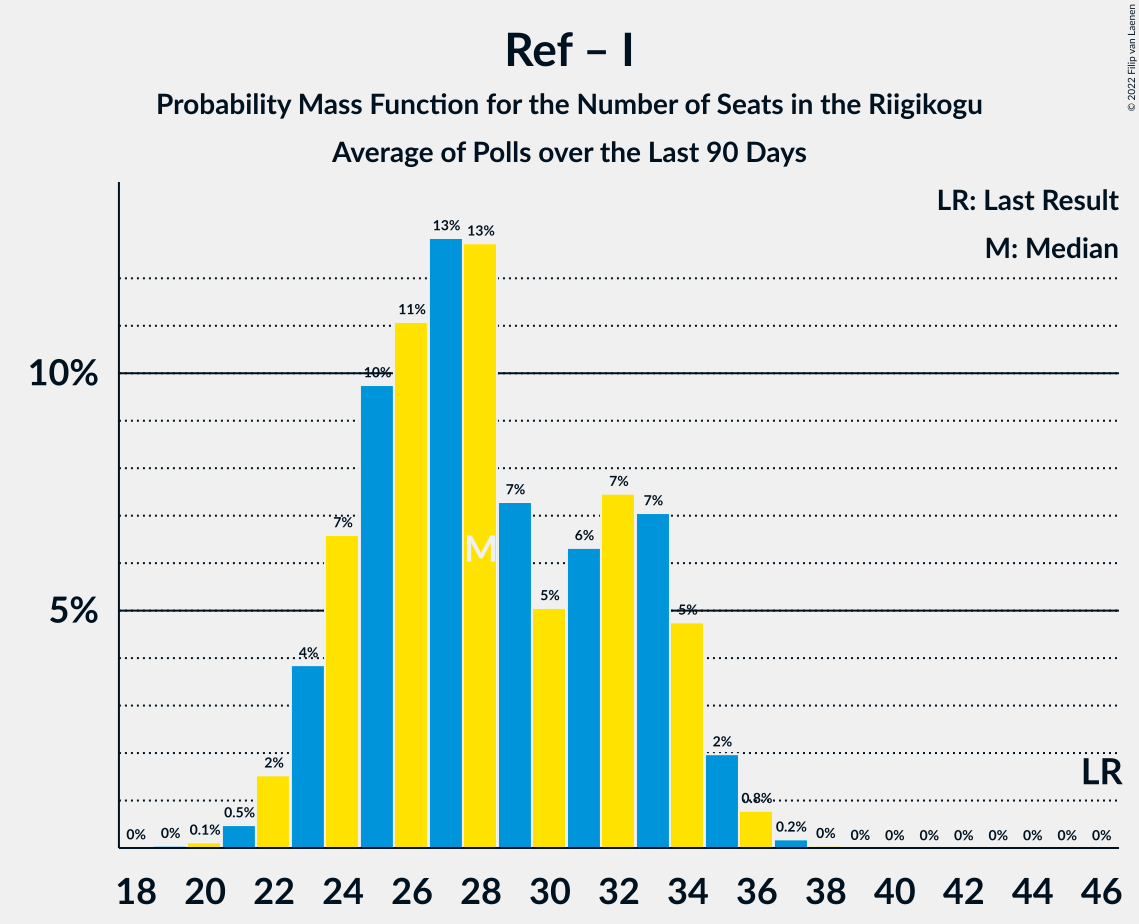 Ref – I
Probability Mass Function for the Number of Seats in the Riigikogu
Average of Polls over the Last 90 Days
© 2022 Filip van Laenen
LR: Last Result
M: Median
10%
5%
0% 0% 0.1% 0.5% 2% 4% 7% 10% 11% 13% 13% 7% 5% 6% 7% 7% 5% 2% 0.8% 0.2% 0% 0% 0% 0% 0% 0% 0% 0% 0%
M
LR
18 20 22 24 26 28 30 32 34 36 38 40 42 44 46